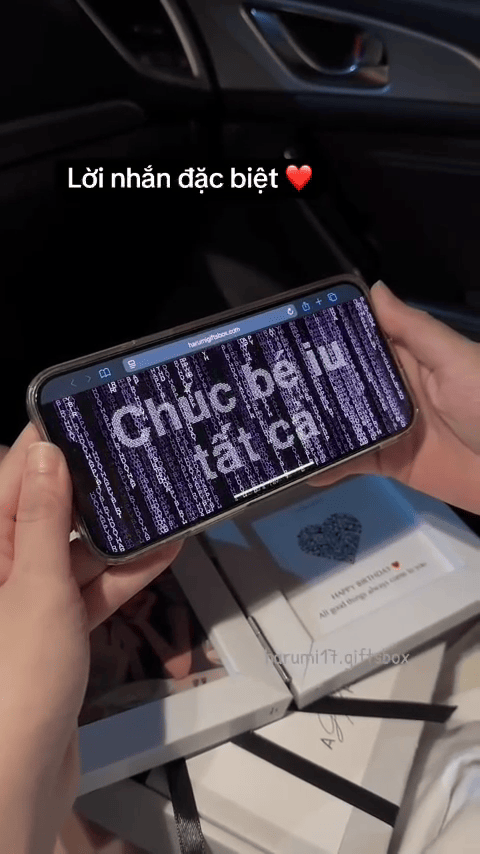 Lời nhắn đặc biệt ❤️
harumigiftsbox.com
Chúc bé iu
tất cả
HAPPY BIRTHDAY ❤️
All good things always come to you
harumi17.giftsbox
A